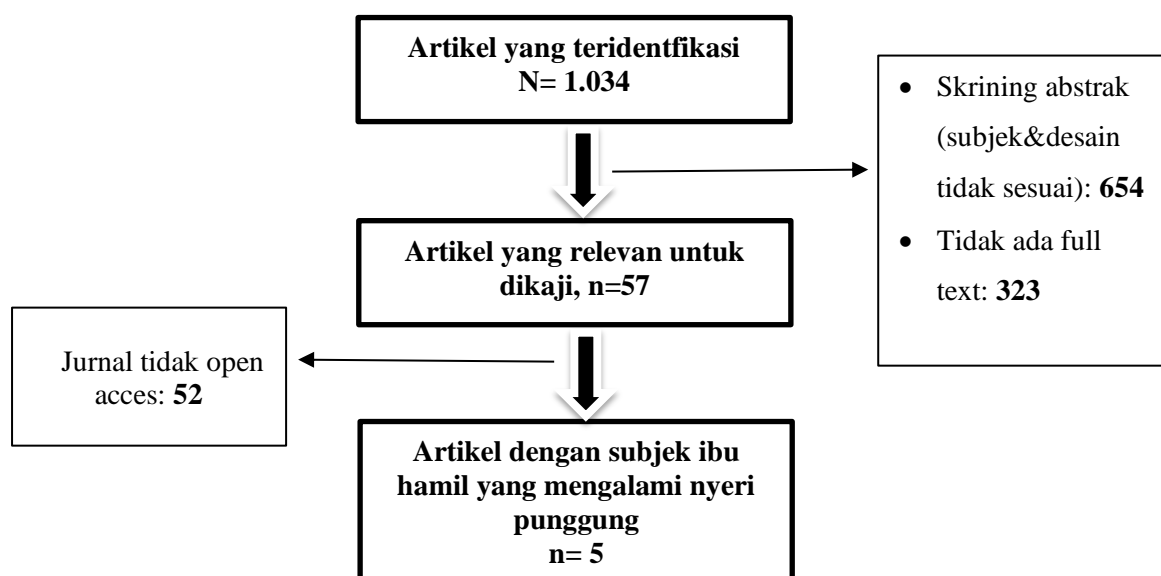 Artikel yang teridentfikasi
N= 1.034
• Skrining abstrak
(subjek&desain
tidak sesuai): 654
• Tidak ada full
text: 323
Artikel yang relevan untuk
dikaji, n=57
Jurnal tidak open
acces: 52
Artikel dengan subjek ibu
hamil yang mengalami nyeri
punggung
n= 5